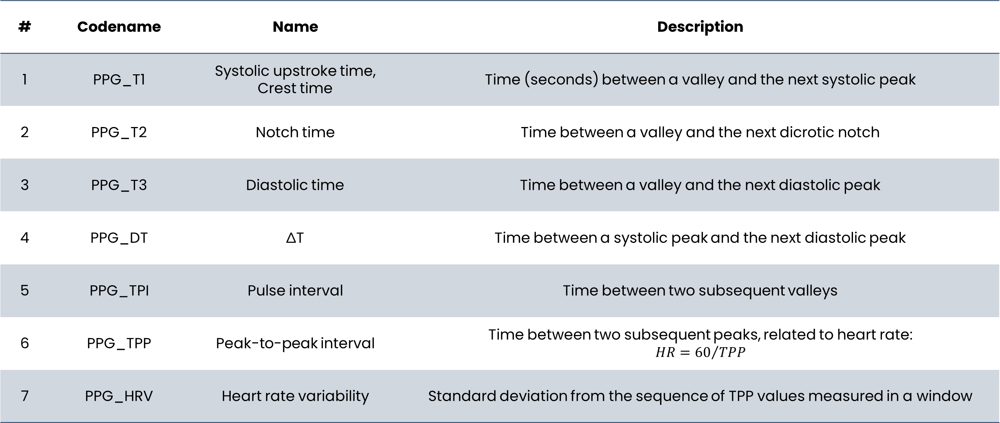 # Codename Name Description
1 PPG_T1 Systolic upstroke time, Time (seconds) between a valley and the next systolic peak
Crest time
2 PPG_T2 Notch time Time between a valley and the next dicrotic notch
3 PPG_T3 Diastolic time Time between a valley and the next diastolic peak
4 PPG_DT ΔT Time between a systolic peak and the next diastolic peak
5 PPG_TPI Pulse interval Time between two subsequent valleys
6 PPG_TPP Peak-to-peak interval Time between two subsequent peaks, related to heart rate:
HR = 60/TPP
7 PPG_HRV Heart rate variability Standard deviation from the sequence of TPP values measured in a window